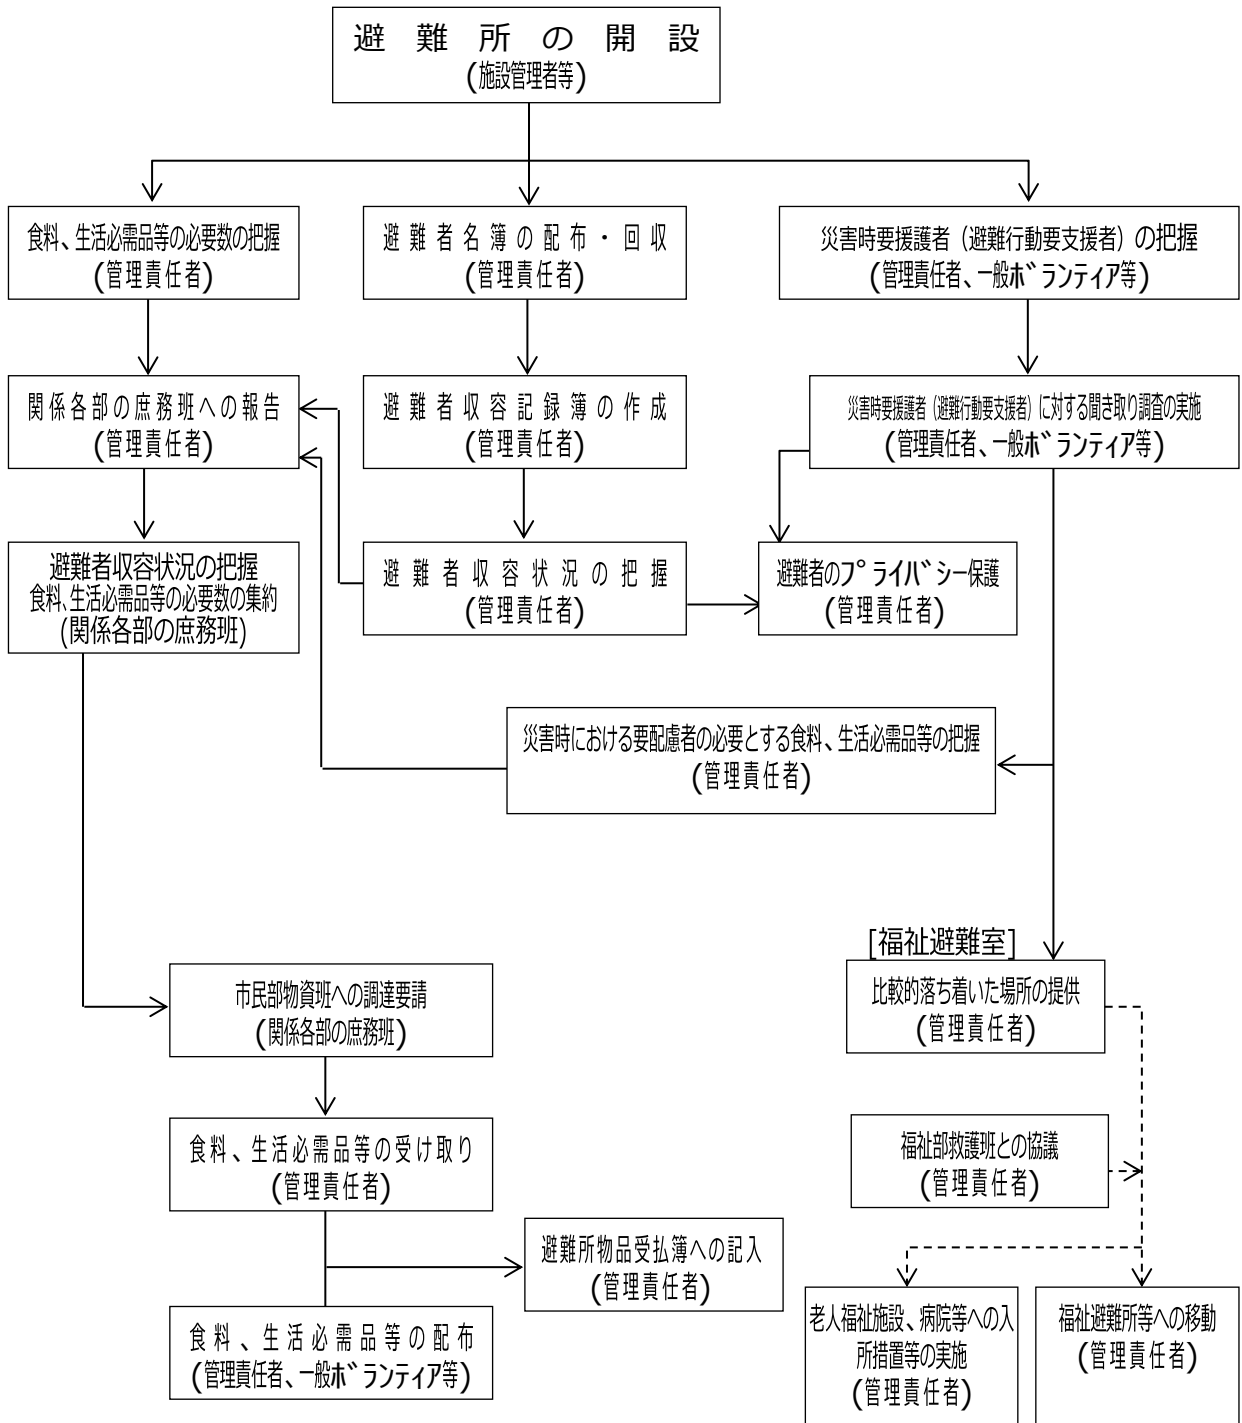 避難所の開設
(施設管理者等)
食料、生活必需品等の必要数の把握
(管理責任者)
避難者名簿の配布・回収
(管理責任者)
災害時要援護者（避難行動要支援者）の把握
(管理責任者、一般ボランティア等)
関係各部の庶務班への報告
(管理責任者)
避難者収容記録簿の作成
(管理責任者)
災害時要援護者（避難行動要支援者）に対する聞き取り調査の実施
(管理責任者、一般ボランティア等)
避難者収容状況の把握
食料、生活必需品等の必要数の集約
(関係各部の庶務班)
避難者収容状況の把握
(管理責任者)
避難者のプライバシー保護
(管理責任者)
災害時における要配慮者の必要とする食料、生活必需品等の把握
(管理責任者)
[福祉避難室]
比較的落ち着いた場所の提供
(管理責任者)
市民部物資班への調達要請
(関係各部の庶務班)
食料、生活必需品等の受け取り
(管理責任者)
福祉部救護班との協議
(管理責任者)
避難所物品受払簿への記入
(管理責任者)
食料、生活必需品等の配布
(管理責任者、一般ボランティア等)
老人福祉施設、病院等への入
所措置等の実施
(管理責任者)
福祉避難所等への移動
(管理責任者)